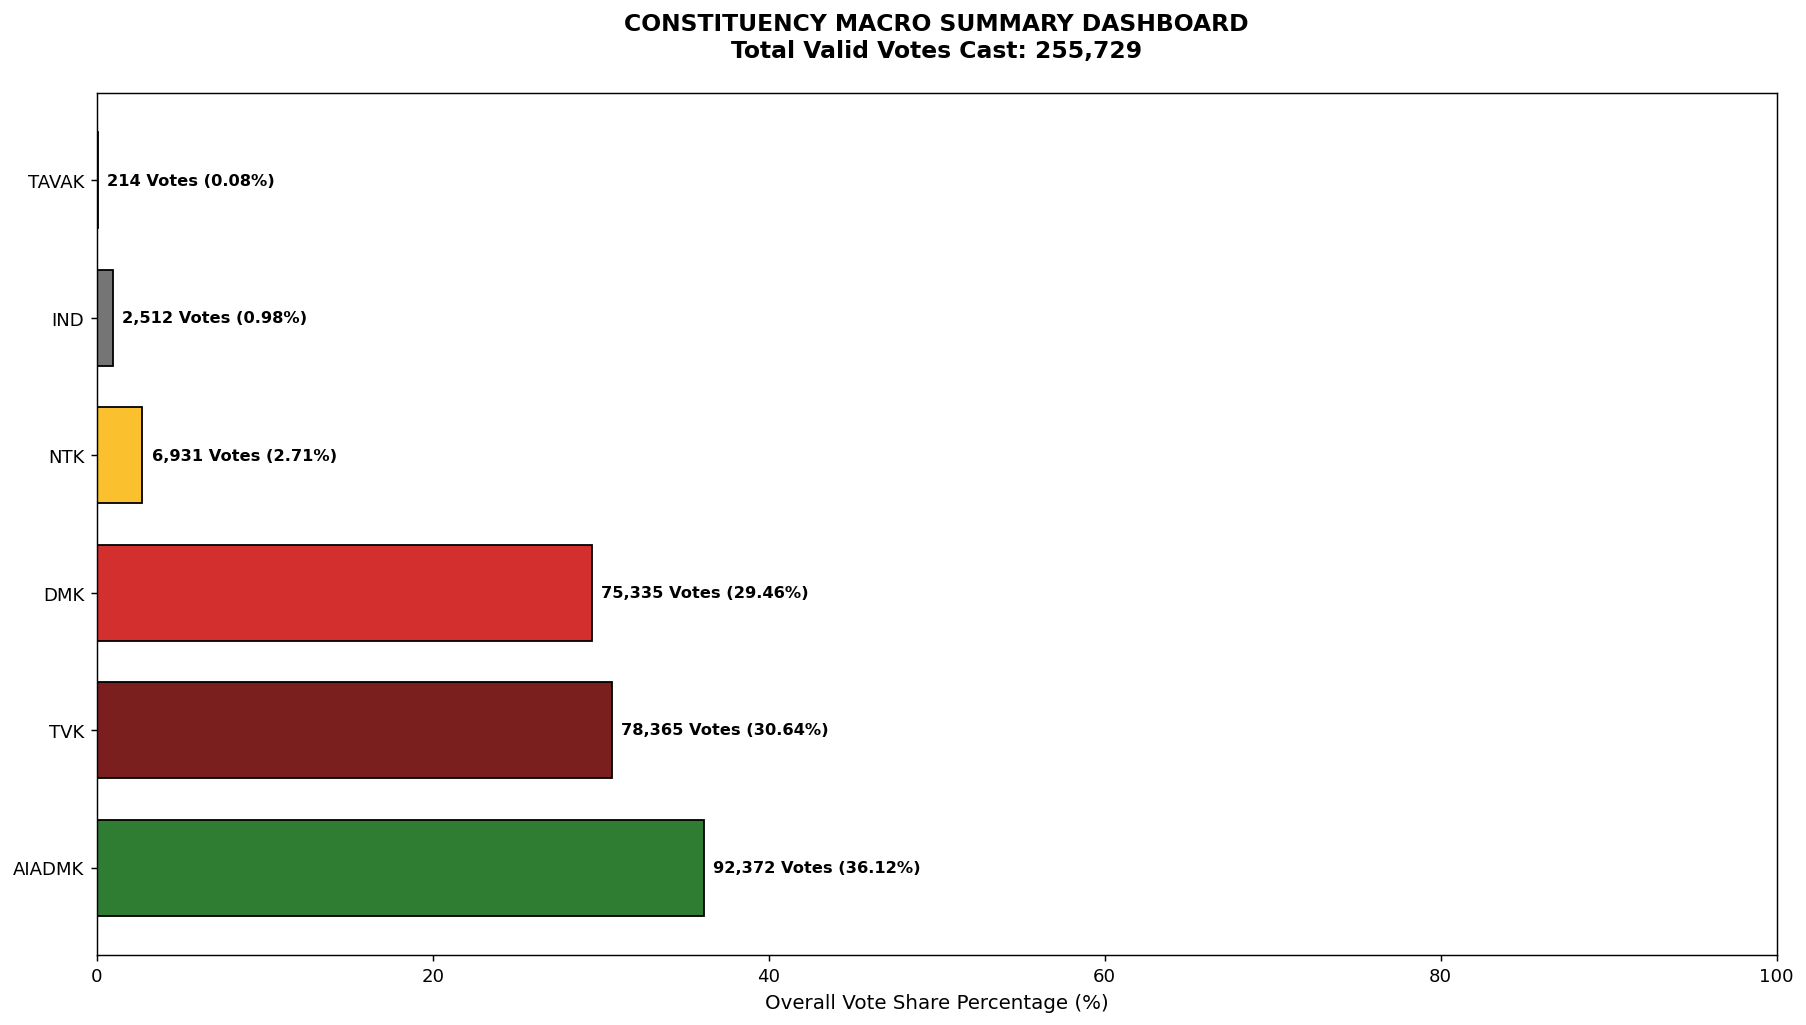 CONSTITUENCY MACRO SUMMARY DASHBOARD
Total Valid Votes Cast: 255,729
TAVAK 214 Votes (0.08%)
IND 2,512 Votes (0.98%)
NTK 6,931 Votes (2.71%)
DMK 75,335 Votes (29.46%)
TVK 78,365 Votes (30.64%)
AIADMK 92,372 Votes (36.12%)
0 20 40 60 80 100
Overall Vote Share Percentage (%)